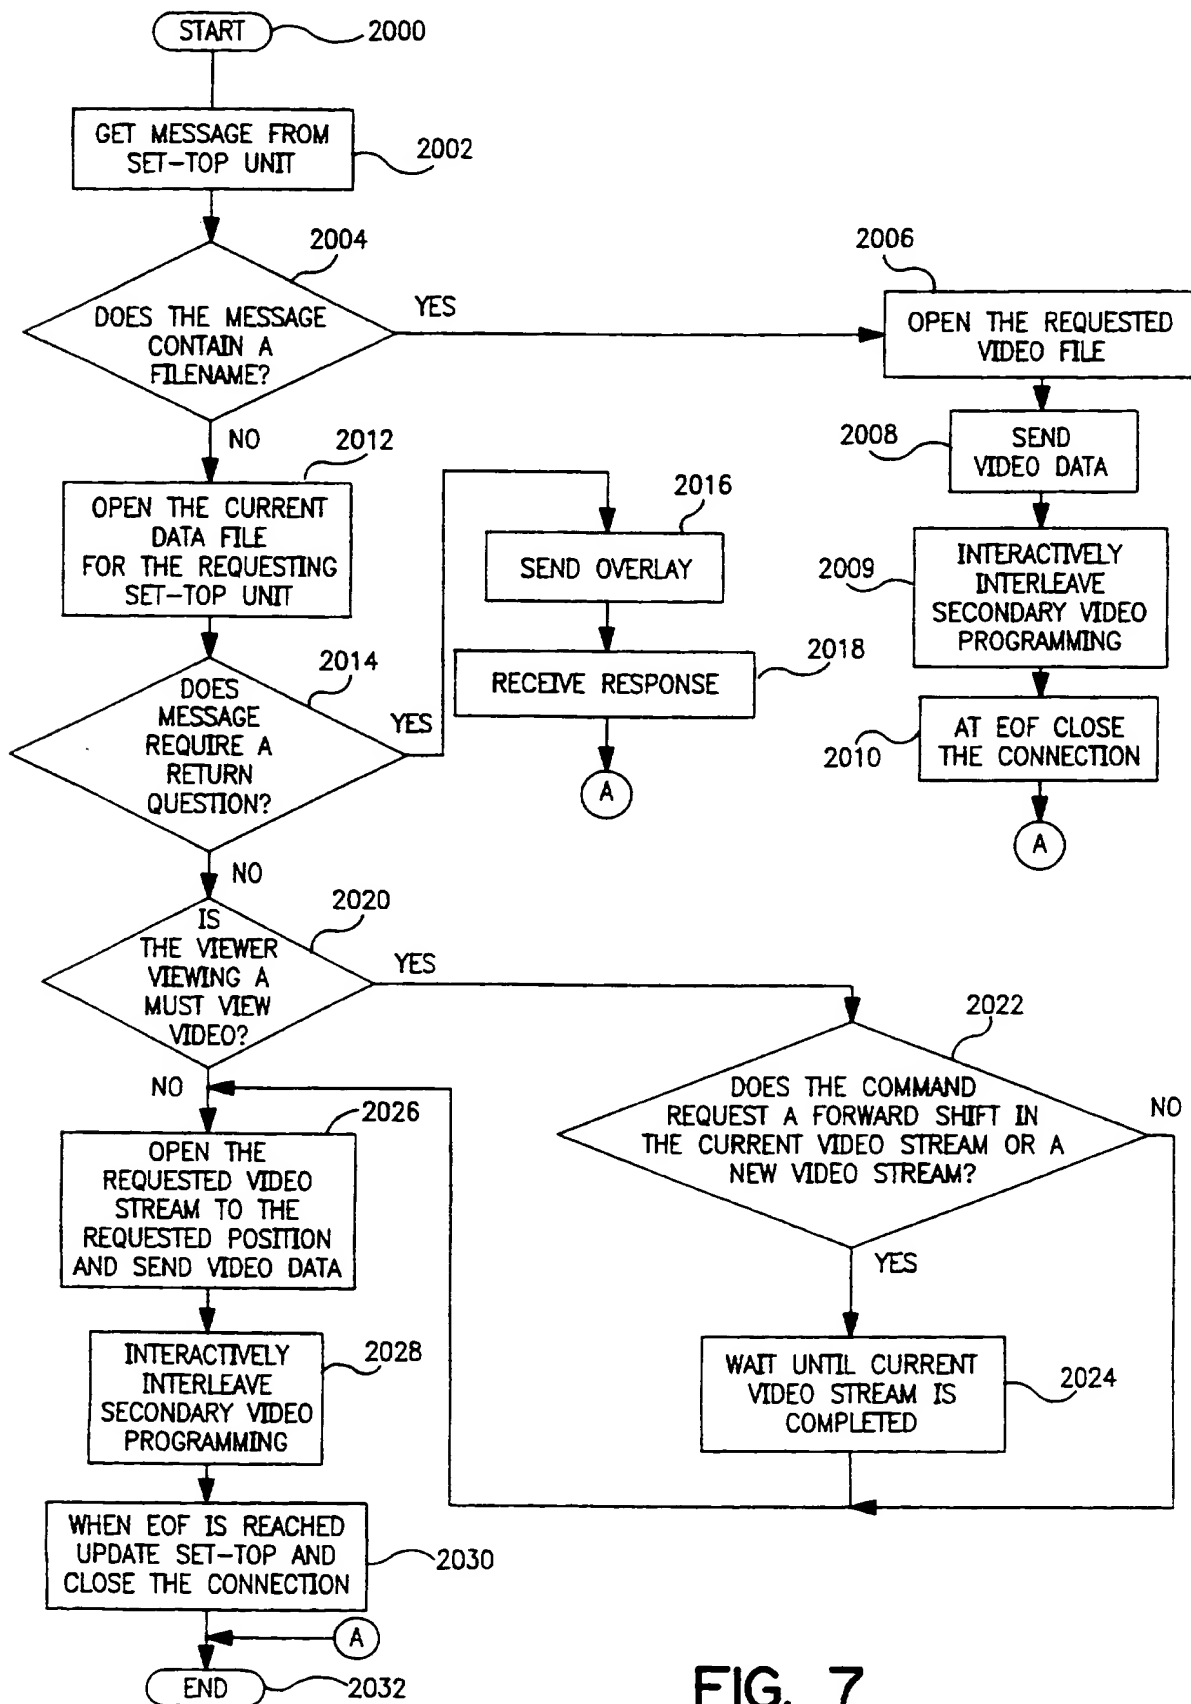 START
2000
GET MESSAGE FROM
SET-TOP UNIT
2002
2004
DOES THE MESSAGE
CONTAIN A
FILENAME?
YES
2006
OPEN THE REQUESTED
VIDEO FILE
2008
SEND
VIDEO DATA
2009
INTERACTIVELY
INTERLEAVE
SECONDARY VIDEO
PROGRAMMING
2010
AT EOF CLOSE
THE CONNECTION
A
NO
2012
OPEN THE CURRENT
DATA FILE
FOR THE REQUESTING
SET-TOP UNIT
2014
DOES
MESSAGE
REQUIRE A
RETURN
QUESTION?
YES
2016
SEND OVERLAY
2018
RECEIVE RESPONSE
A
NO
2020
IS
THE VIEWER
VIEWING A
MUST VIEW
VIDEO?
YES
2022
DOES THE COMMAND
REQUEST A FORWARD SHIFT IN
THE CURRENT VIDEO STREAM OR A
NEW VIDEO STREAM?
NO
YES
WAIT UNTIL CURRENT
VIDEO STREAM IS
COMPLETED
2024
NO
2026
OPEN THE
REQUESTED VIDEO
STREAM TO THE
REQUESTED POSITION
AND SEND VIDEO DATA
INTERACTIVELY
INTERLEAVE
SECONDARY VIDEO
PROGRAMMING
2028
WHEN EOF IS REACHED
UPDATE SET-TOP AND
CLOSE THE CONNECTION
2030
A
END
2032
FIG. 7